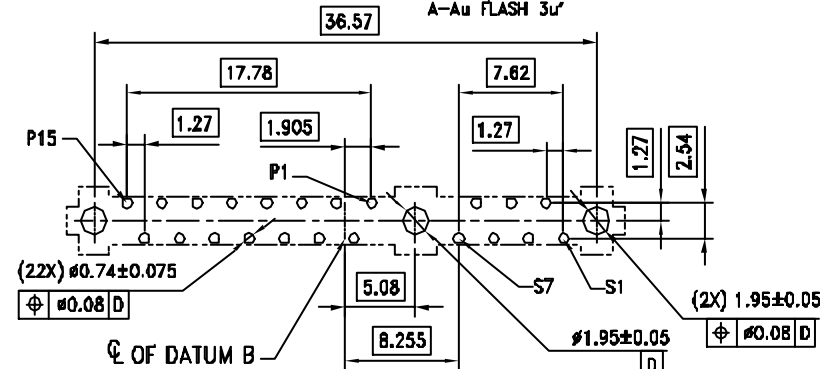 A-Au FLASH 3u"
36.57
17.78
7.62
1.27
1.905
1.27
1.27
2.54
P15
P1
(22X) ø0.74±0.075
⌖ ø0.08 D
5.08
S7
S1
(2X) 1.95±0.05
⌖ ø0.08 D
℄ OF DATUM B
8.255
ø1.95±0.05
D